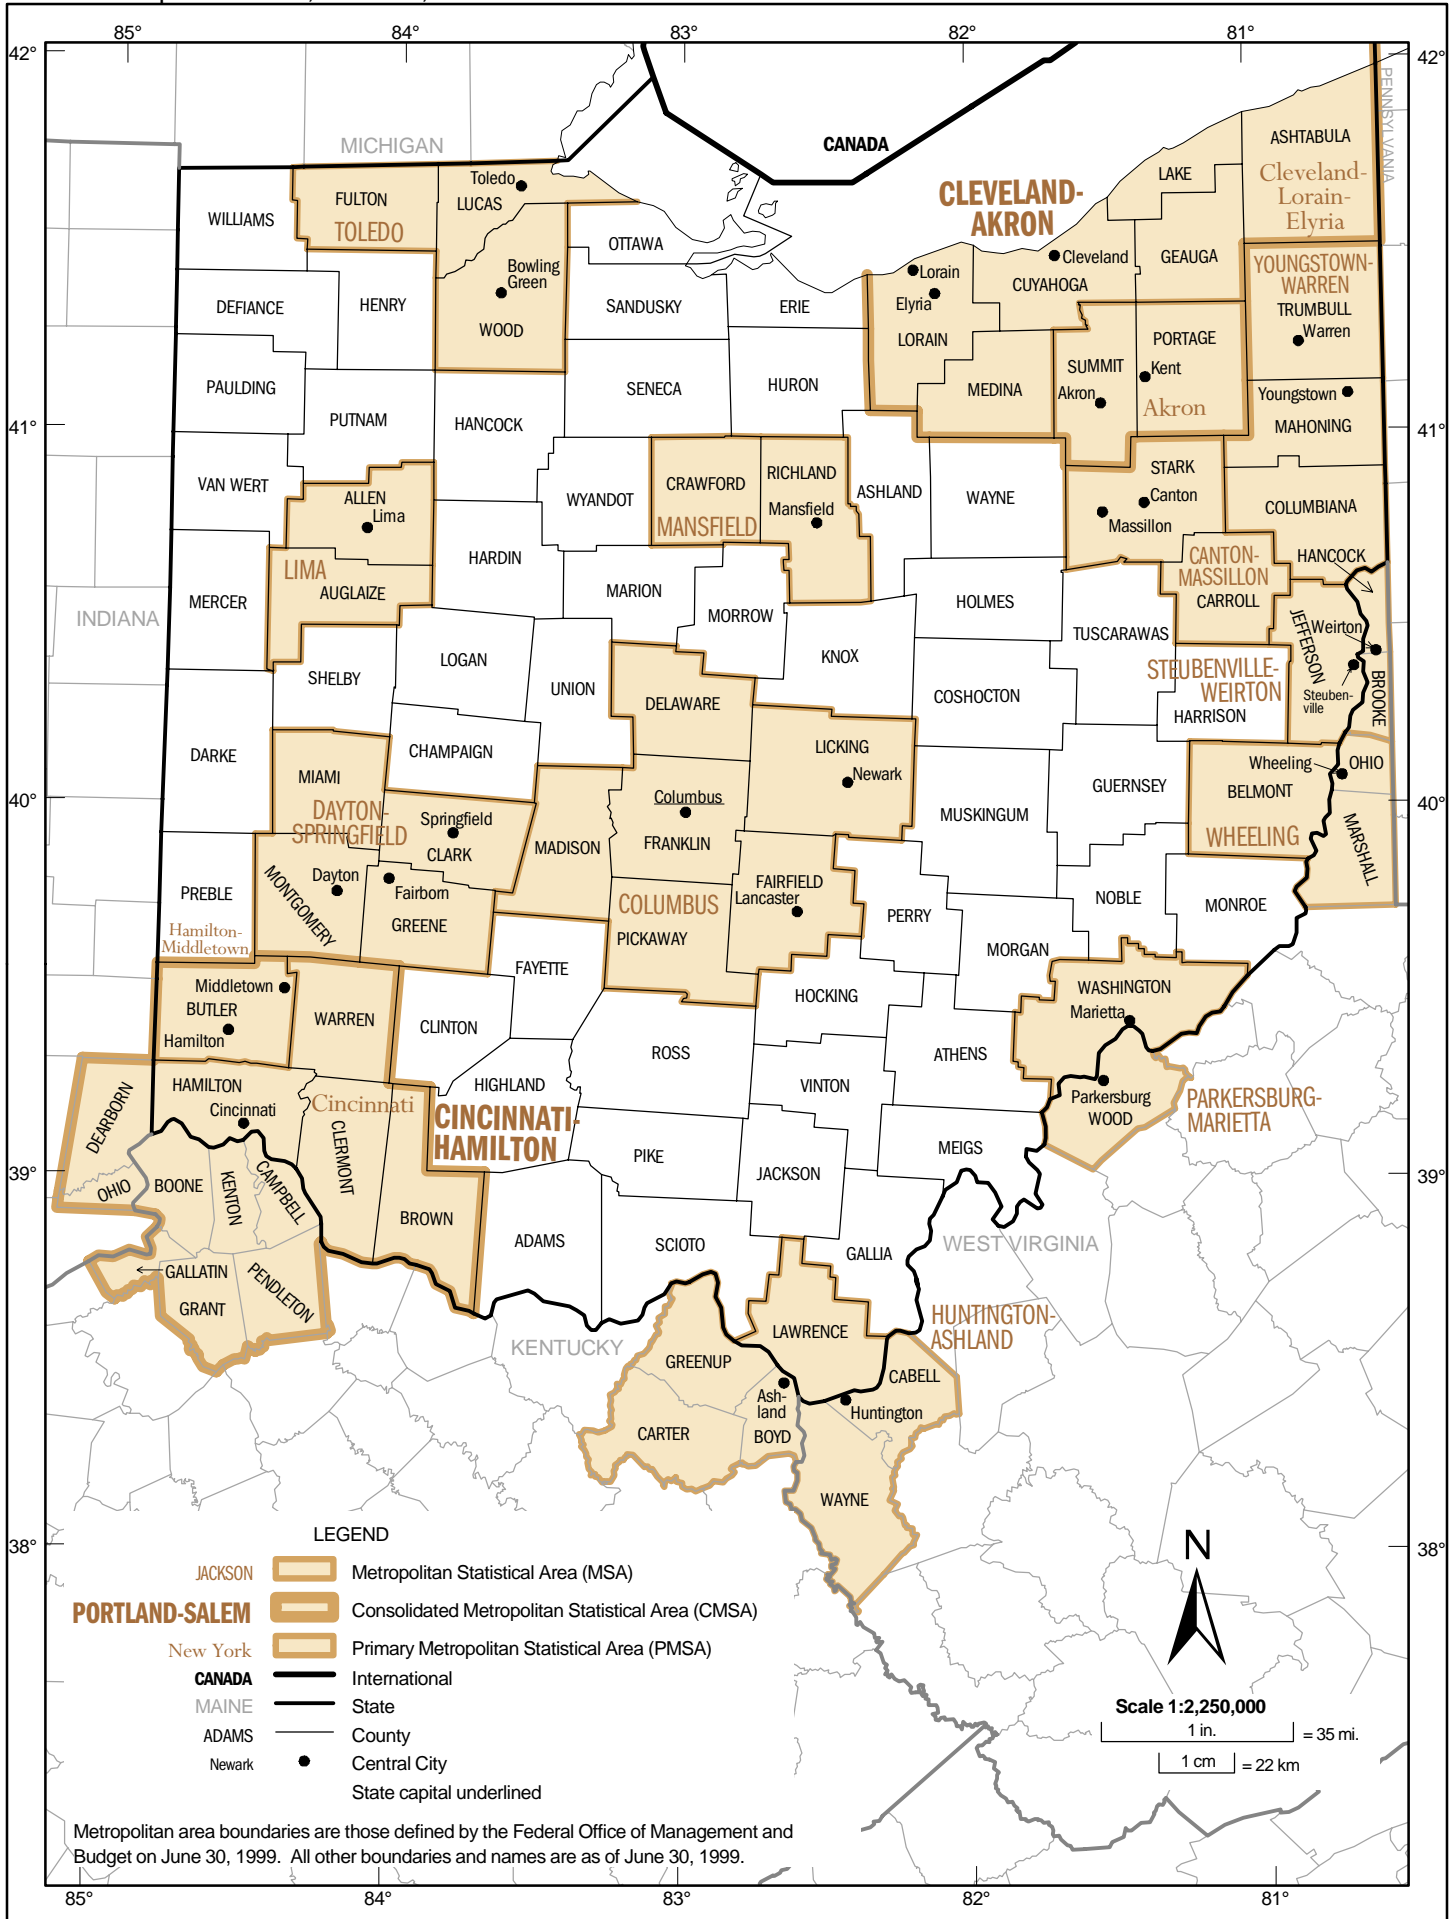 85°
84°
83°
82°
81°
42°
42°
MICHIGAN
CANADA
PENNSYLVANIA
ASHTABULA
LAKE
Cleveland-
Lorain-
Elyria
CLEVELAND-
AKRON
Toledo
FULTON
LUCAS
TOLEDO
WILLIAMS
OTTAWA
Cleveland
GEAUGA
Lorain
CUYAHOGA
Elyria
YOUNGSTOWN-
WARREN
TRUMBULL
Warren
Bowling
Green
WOOD
DEFIANCE
HENRY
SANDUSKY
ERIE
LORAIN
PORTAGE
SUMMIT
Kent
Akron
Akron
MEDINA
Youngstown
MAHONING
PAULDING
PUTNAM
SENECA
HURON
HANCOCK
41°
41°
VAN WERT
ALLEN
Lima
WYANDOT
CRAWFORD
RICHLAND
Mansfield
MANSFIELD
ASHLAND
WAYNE
STARK
Canton
Massillon
COLUMBIANA
HANCOCK
CANTON-
MASSILLON
CARROLL
LIMA
AUGLAIZE
HARDIN
MARION
MORROW
HOLMES
MERCER
INDIANA
TUSCARAWAS
JEFFERSON
Weirton
Steuben-
ville
BROOKE
STEUBENVILLE-
WEIRTON
HARRISON
LOGAN
SHELBY
UNION
KNOX
COSHOCTON
DELAWARE
DARKE
CHAMPAIGN
LICKING
Newark
MIAMI
GUERNSEY
Wheeling
OHIO
BELMONT
WHEELING
MARSHALL
40°
40°
DAYTON-
SPRINGFIELD
Springfield
CLARK
Columbus
FRANKLIN
MADISON
MUSKINGUM
PREBLE
MONTGOMERY
Dayton
Fairborn
GREENE
COLUMBUS
FAIRFIELD
Lancaster
PICKAWAY
PERRY
NOBLE
MONROE
MORGAN
Hamilton-
Middletown
FAYETTE
Middletown
BUTLER
Hamilton
WARREN
CLINTON
HOCKING
WASHINGTON
Marietta
ROSS
ATHENS
VINTON
HIGHLAND
DEARBORN
HAMILTON
Cincinnati
Cincinnati
CLERMONT
CINCINNATI-
HAMILTON
Parkersburg
WOOD
PARKERSBURG-
MARIETTA
MEIGS
PIKE
JACKSON
39°
39°
OHIO
BOONE
KENTON
CAMPBELL
BROWN
ADAMS
SCIOTO
GALLIA
WEST VIRGINIA
GALLATIN
GRANT
PENDLETON
KENTUCKY
LAWRENCE
HUNTINGTON-
ASHLAND
GREENUP
CABELL
Ash-
land
Huntington
CARTER
BOYD
WAYNE
38°
38°
LEGEND
JACKSON
Metropolitan Statistical Area (MSA)
PORTLAND-SALEM
Consolidated Metropolitan Statistical Area (CMSA)
New York
Primary Metropolitan Statistical Area (PMSA)
CANADA
International
MAINE
State
ADAMS
County
Newark
Central City
State capital underlined
N
Scale 1:2,250,000
1 in.
= 35 mi.
1 cm
= 22 km
Metropolitan area boundaries are those defined by the Federal Office of Management and
Budget on June 30, 1999. All other boundaries and names are as of June 30, 1999.
85°
84°
83°
82°
81°